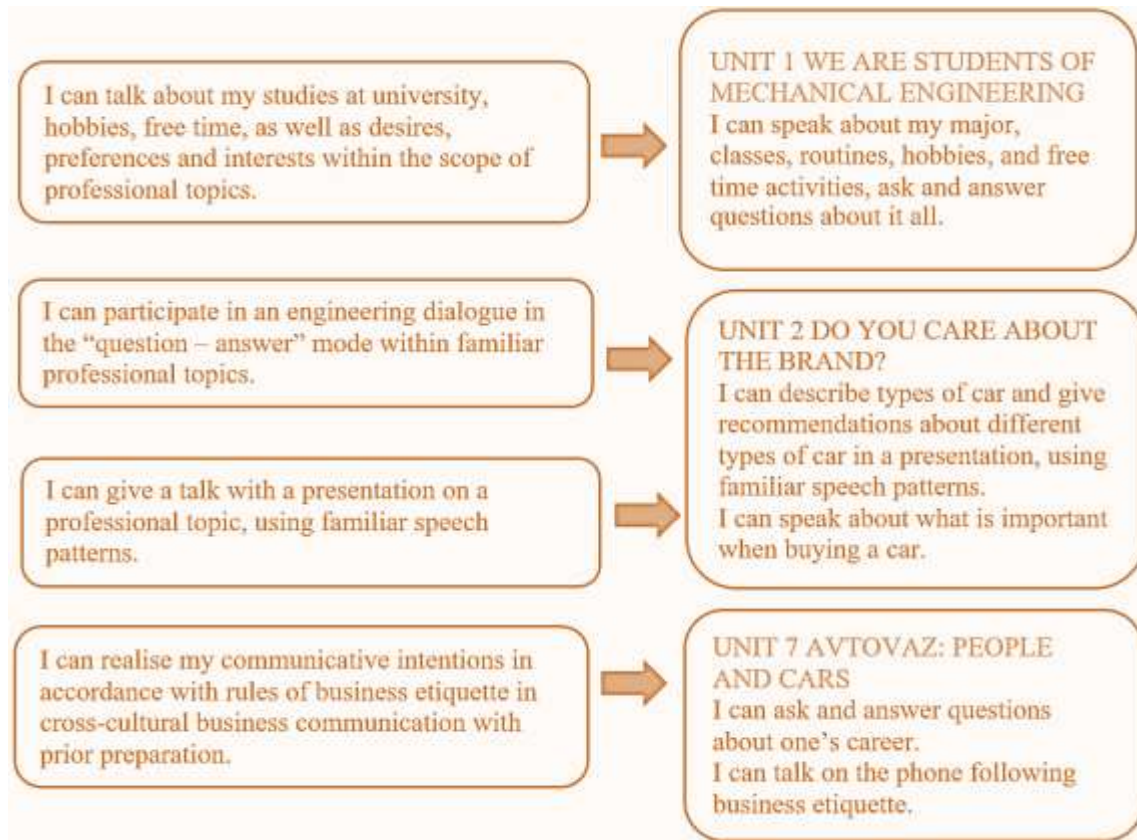 I can talk about my studies at university,
hobbies, free time, as well as desires,
preferences and interests within the scope of
professional topics.
UNIT 1 WE ARE STUDENTS OF
MECHANICAL ENGINEERING
I can speak about my major,
classes, routines, hobbies, and free
time activities, ask and answer
questions about it all.
I can participate in an engineering dialogue in
the “question – answer” mode within familiar
professional topics.
I can give a talk with a presentation on a
professional topic, using familiar speech
patterns.
UNIT 2 DO YOU CARE ABOUT
THE BRAND?
I can describe types of car and give
recommendations about different
types of car in a presentation, using
familiar speech patterns.
I can speak about what is important
when buying a car.
I can realise my communicative intentions in
accordance with rules of business etiquette in
cross-cultural business communication with
prior preparation.
UNIT 7 AVTOVAZ: PEOPLE
AND CARS
I can ask and answer questions
about one’s career.
I can talk on the phone following
business etiquette.